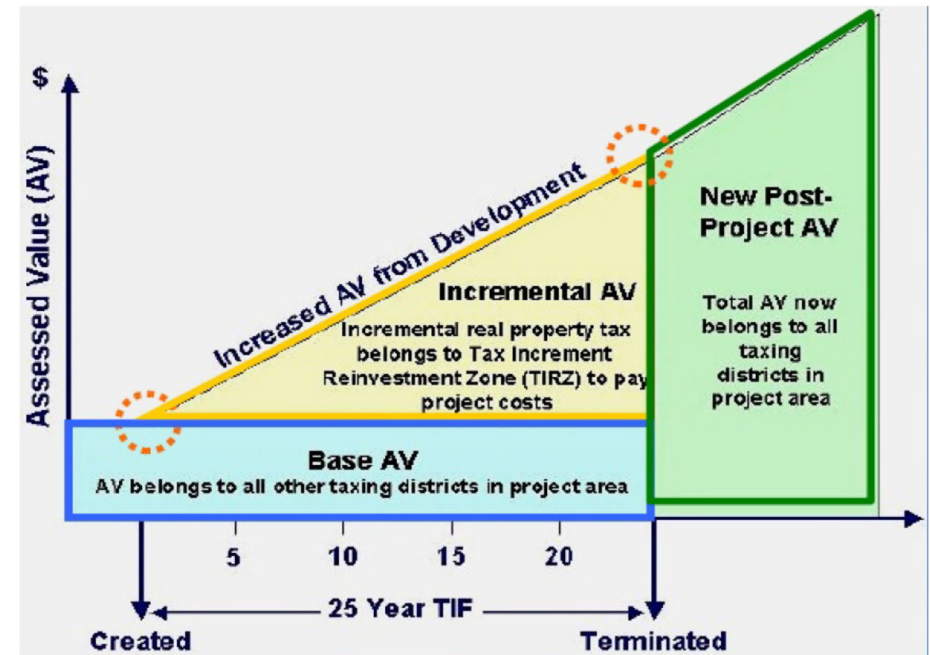 $
Assessed Value (AV)
Increased AV from Development
Incremental AV
Incremental real property tax
belongs to Tax Increment
Reinvestment Zone (TIRZ) to pay
project costs
New Post-
Project AV
Total AV now
belongs to all
taxing
districts in
project area
Base AV
AV belongs to all other taxing districts in project area
5 10 15 20
25 Year TIF
Created Terminated